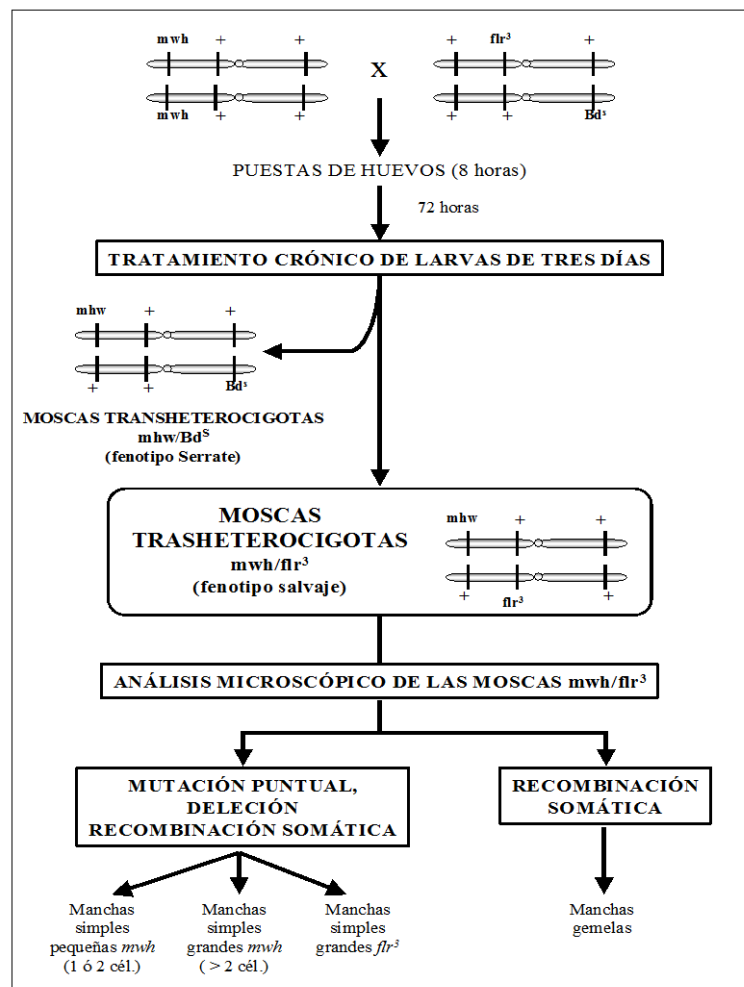 mwh + +
+ flr³ +
X
mwh + +
+ + Bdˢ
PUESTAS DE HUEVOS (8 horas)
72 horas
TRATAMIENTO CRÓNICO DE LARVAS DE TRES DÍAS
mhw + +
+ + Bdˢ
MOSCAS TRANSHETEROCIGOTAS
mhw/Bdˢ
(fenotipo Serrate)
MOSCAS
TRASHETEROCIGOTAS
mwh/flr³
(fenotipo salvaje)
mhw + +
+ flr³ +
ANÁLISIS MICROSCÓPICO DE LAS MOSCAS mwh/flr³
MUTACIÓN PUNTUAL,
DELECIÓN
RECOMBINACIÓN SOMÁTICA
RECOMBINACIÓN
SOMÁTICA
Manchas
simples
pequeñas mwh
(1 ó 2 cél.)
Manchas
simples
grandes mwh
( > 2 cél.)
Manchas
simples
grandes flr³
Manchas
gemelas